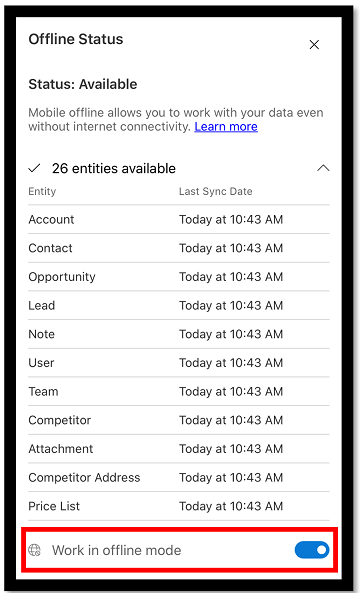 Offline Status
Status: Available
Mobile offline allows you to work with your data even
without internet connectivity. Learn more
26 entities available
Entity Last Sync Date
Account Today at 10:43 AM
Contact Today at 10:43 AM
Opportunity Today at 10:43 AM
Lead Today at 10:43 AM
Note Today at 10:43 AM
User Today at 10:43 AM
Team Today at 10:43 AM
Competitor Today at 10:43 AM
Attachment Today at 10:43 AM
Competitor Address Today at 10:43 AM
Price List Today at 10:43 AM
Work in offline mode